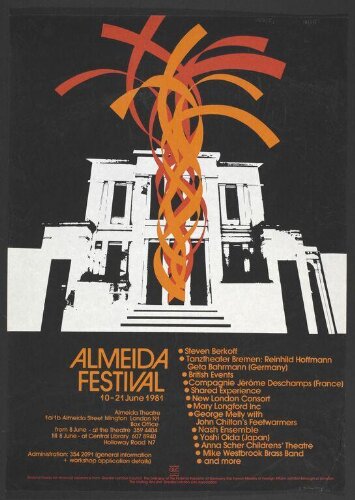 ALMEIDA
FESTIVAL
10-21 June 1981
Almeida Theatre
1a/1b Almeida Street Islington London N1
Box Office
from 8 June - at the Theatre 359 4404
till 8 June - at Central Library 607 5940
Holloway Road N7
Administration: 354 2091 (general information
+ workshop application details)
Steven Berkoff
Tanztheater Bremen: Reinhild Hoffmann
Geta Bahrmann (Germany)
British Events
Compagnie Jérôme Deschamps (France)
Shared Experience
New London Consort
Mary Longford Inc
George Melly with
John Chilton's Feetwarmers
Nash Ensemble
Yoshi Oida (Japan)
Anna Scher Childrens' Theatre
Mike Westbrook Brass Band
and more